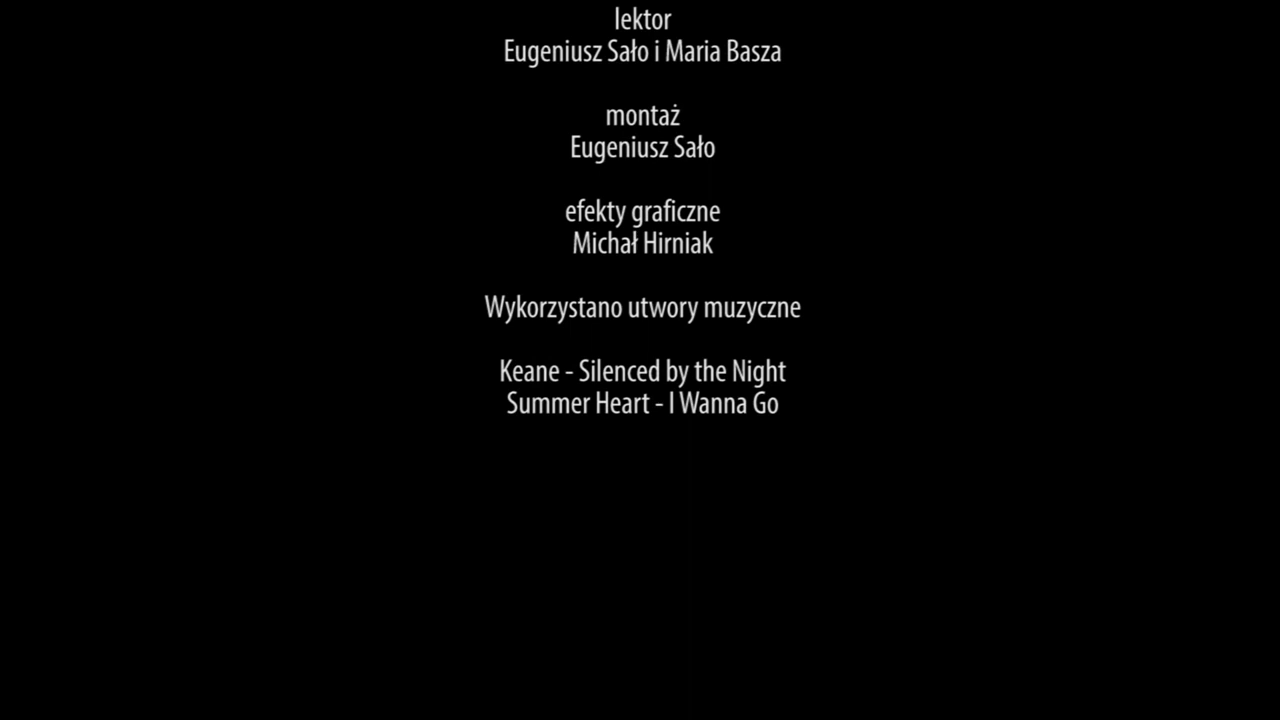 lektor
Eugeniusz Sało i Maria Basza
montaż
Eugeniusz Sało
efekty graficzne
Michał Hirniak
Wykorzystano utwory muzyczne
Keane - Silenced by the Night
Summer Heart - I Wanna Go